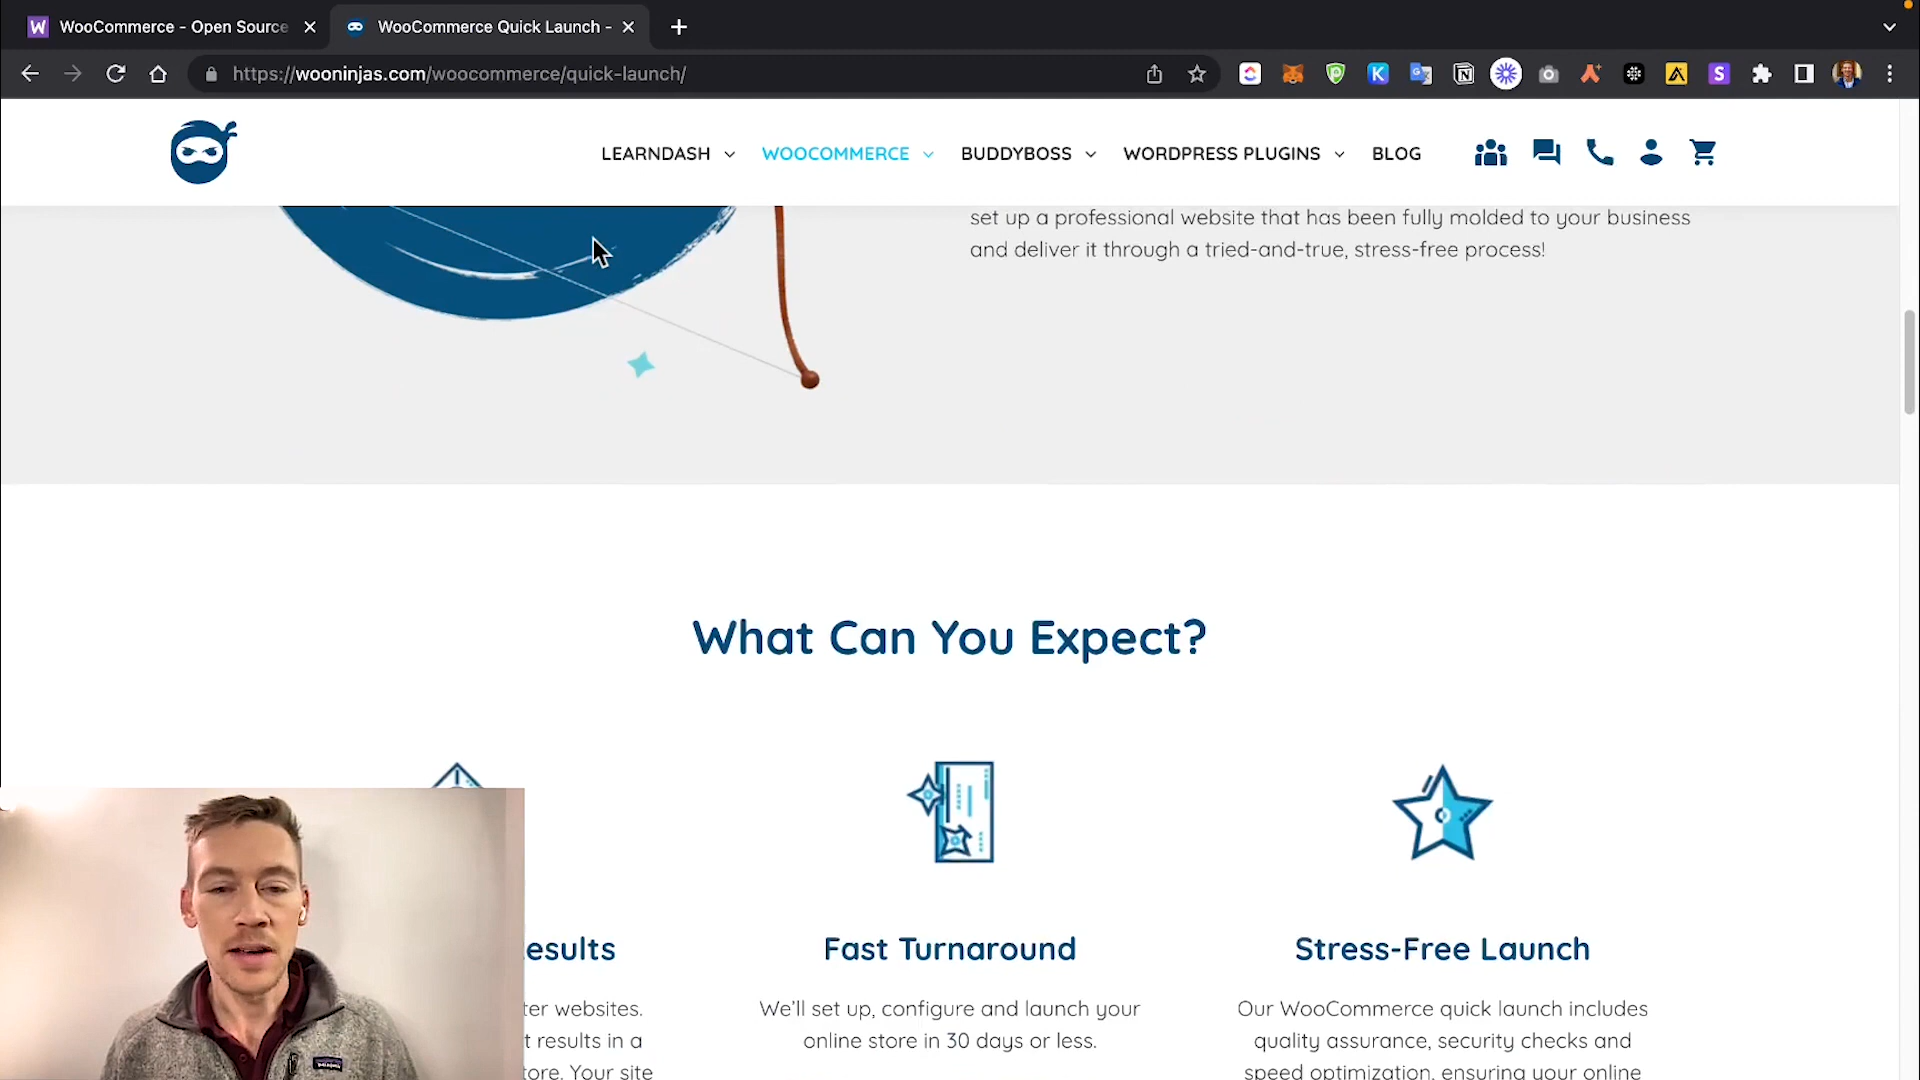 WooCommerce - Open Source
WooCommerce Quick Launch -
https://wooninjas.com/woocommerce/quick-launch/
LEARNDASH
WOOCOMMERCE
BUDDYBOSS
WORDPRESS PLUGINS
BLOG
set up a professional website that has been fully molded to your business
and deliver it through a tried-and-true, stress-free process!
What Can You Expect?
esults
ter websites.
t results in a
ore. Your site
Fast Turnaround
We'll set up, configure and launch your
online store in 30 days or less.
Stress-Free Launch
Our WooCommerce quick launch includes
quality assurance, security checks and
speed optimization, ensuring your online